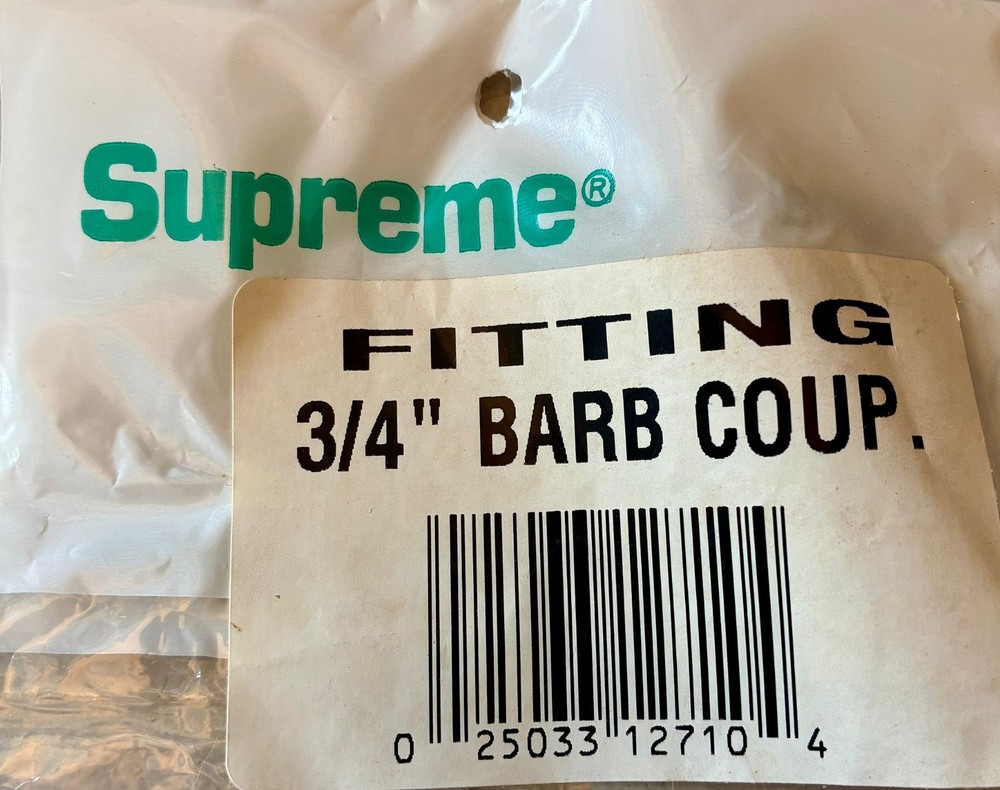 Supreme®
FITTING
3/4" BARB COUP.
0 25033 12710 4